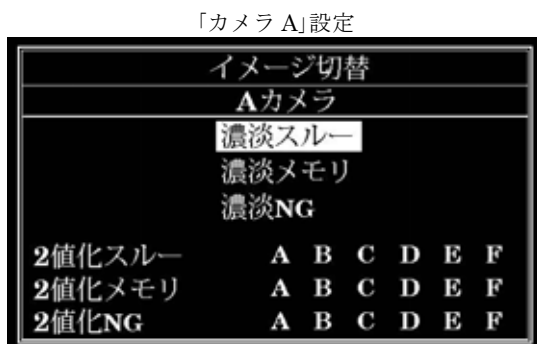 「カメラA」設定
イメージ切替
Aカメラ
濃淡スルー
濃淡メモリ
濃淡NG
2値化スルー A B C D E F
2値化メモリ A B C D E F
2値化NG A B C D E F